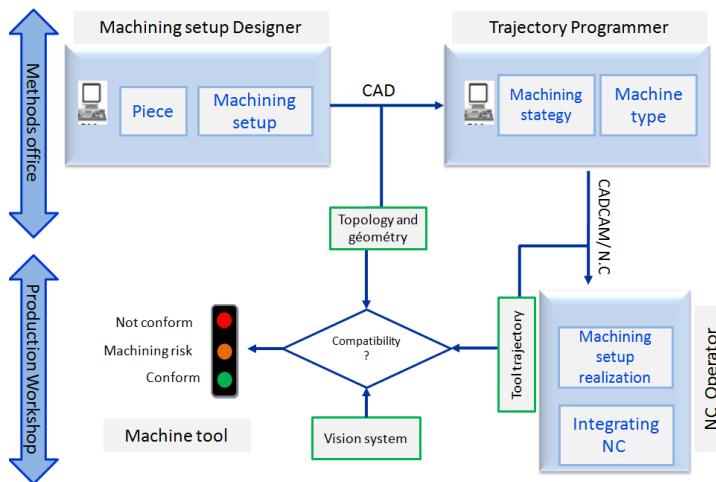 Machining setup Designer
Trajectory Programmer
Methods office
Piece
Machining
setup
CAD
Machining
stategy
Machine
type
CADCAM/ N.C
Topology and
géométry
Production Workshop
Not conform
Machining risk
Conform
Compatibility
?
Tool trajectory
Machining
setup
realization
Integrating
NC
NC Operator
Machine tool
Vision system